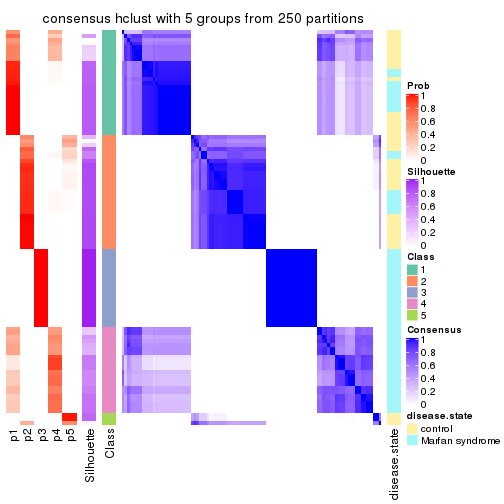 consensus hclust with 5 groups from 250 partitions
Prob
1
0.8
0.6
0.4
0.2
0
Silhouette
1
0.8
0.6
0.4
0.2
0
Class
1
2
3
4
5
Consensus
1
0.8
0.6
0.4
0.2
0
disease.state
control
Marfan syndrome
p1
p2
p3
p4
p5
Silhouette
Class
disease.state